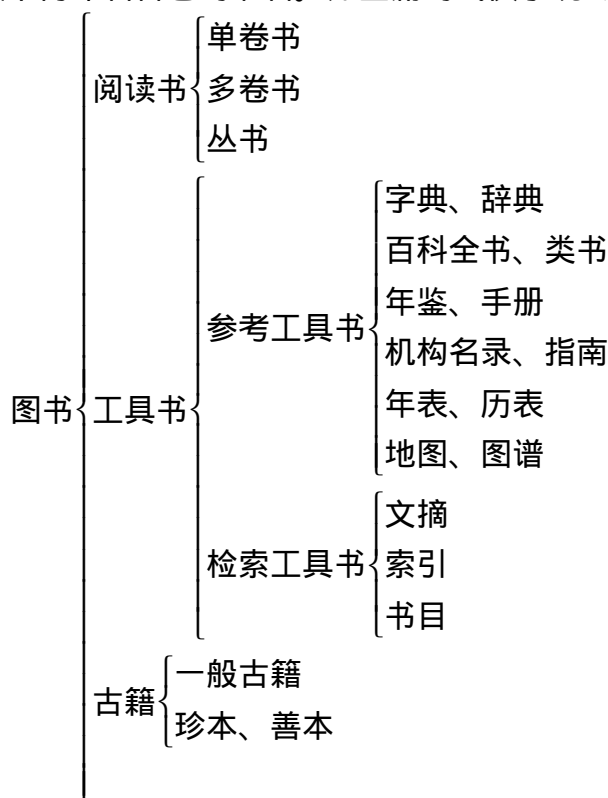 单卷书
阅读书
多卷书
丛书
字典、辞典
百科全书、类书
年鉴、手册
参考工具书
机构名录、指南
图书
工具书
年表、历表
地图、图谱
文摘
检索工具书
索引
书目
一般古籍
古籍
珍本、善本